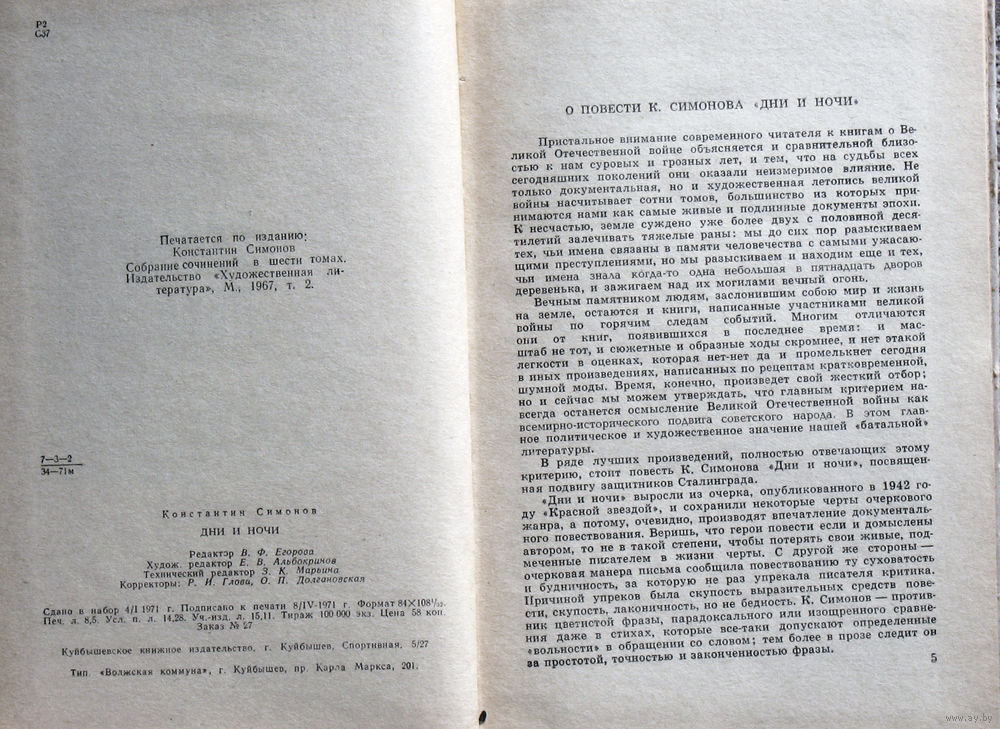 Р2
С37
Печатается по изданию:
Константин Симонов
Собрание сочинений в шести томах.
Издательство «Художественная ли-
тература», М., 1967, т. 2.
7—3—2
34—71м
Константин Симонов
ДНИ И НОЧИ
Редактор В. Ф. Егорова
Худож. редактор Е. В. Альбокринов
Технический редактор З. К. Марьина
Корректоры: Р. И. Глови, О. П. Долгановская
Сдано в набор 4/I 1971 г. Подписано к печати 8/IV-1971 г. Формат 84×108¹/₃₂.
Печ. л. 8,5. Усл. п. л. 14,28. Уч.-изд. л. 15,11. Тираж 100 000 экз. Цена 58 коп.
Заказ № 27
Куйбышевское книжное издательство, г. Куйбышев, Спортивная, 5/27
Тип «Волжская коммуна», г. Куйбышев, пр. Карла Маркса, 201.
О ПОВЕСТИ К. СИМОНОВА «ДНИ И НОЧИ»
Пристальное внимание современного читателя к книгам о Ве-
ликой Отечественной войне объясняется и сравнительной близо-
стью к нам суровых и грозных лет, и тем, что на судьбы всех
сегодняшних поколений они оказали неизмеримое влияние. Не
только документальная, но и художественная летопись великой
войны насчитывает сотни томов, большинство из которых при-
нимаются нами как самые живые и подлинные документы эпохи.
К несчастью, земле суждено уже более двух с половиной деся-
тилетий залечивать тяжелые раны: мы до сих пор разыскиваем
тех, чьи имена связаны в памяти человечества с самыми ужасаю-
щими преступлениями, но мы разыскиваем и находим еще и тех,
чьи имена знала когда-то одна небольшая в пятнадцать дворов
деревенька, и зажигаем над их могилами вечный огонь.
Вечным памятником людям, заслонившим собою мир и жизнь
на земле, остаются и книги, написанные участниками великой
войны по горячим следам событий. Многим отличаются
они от книг, появившихся в последнее время: и мас-
штаб не тот, и сюжетные и образные ходы скромнее, и нет этакой
легкости в оценках, которая нет-нет да и промелькнет сегодня
в иных произведениях, написанных по рецептам кратковременной,
шумной моды. Время, конечно, произведет свой жесткий отбор;
но и сейчас мы можем утверждать, что главным критерием на-
всегда останется осмысление Великой Отечественной войны как
всемирно-исторического подвига советского народа. В этом глав-
ное политическое и художественное значение нашей «батальной»
литературы.
В ряде лучших произведений, полностью отвечающих этому
критерию, стоит повесть К. Симонова «Дни и ночи», посвящен-
ная подвигу защитников Сталинграда.
«Дни и ночи» выросли из очерка, опубликованного в 1942 го-
ду «Красной звездой», и сохранили некоторые черты очеркового
жанра, а потому, очевидно, производят впечатление документаль-
ного повествования. Веришь, что герои повести если и домыслены
автором, то не в такой степени, чтобы потерять свои живые, под-
меченные писателем в жизни черты. С другой же стороны —
очерковая манера письма сообщила повествованию ту суховатость
и будничность, за которую не раз упрекала писателя критика.
Причиной упреков была скупость выразительных средств пове-
сти, скупость, лаконичность, но не бедность. К. Симонов — против-
ник цветистой фразы, парадоксального или изощренного сравне-
ния даже в стихах, которые все-таки допускают определенные
«вольности» в обращении со словом; тем более в прозе следит он
за простотой, точностью и законченностью фразы.
5
www.ay.by